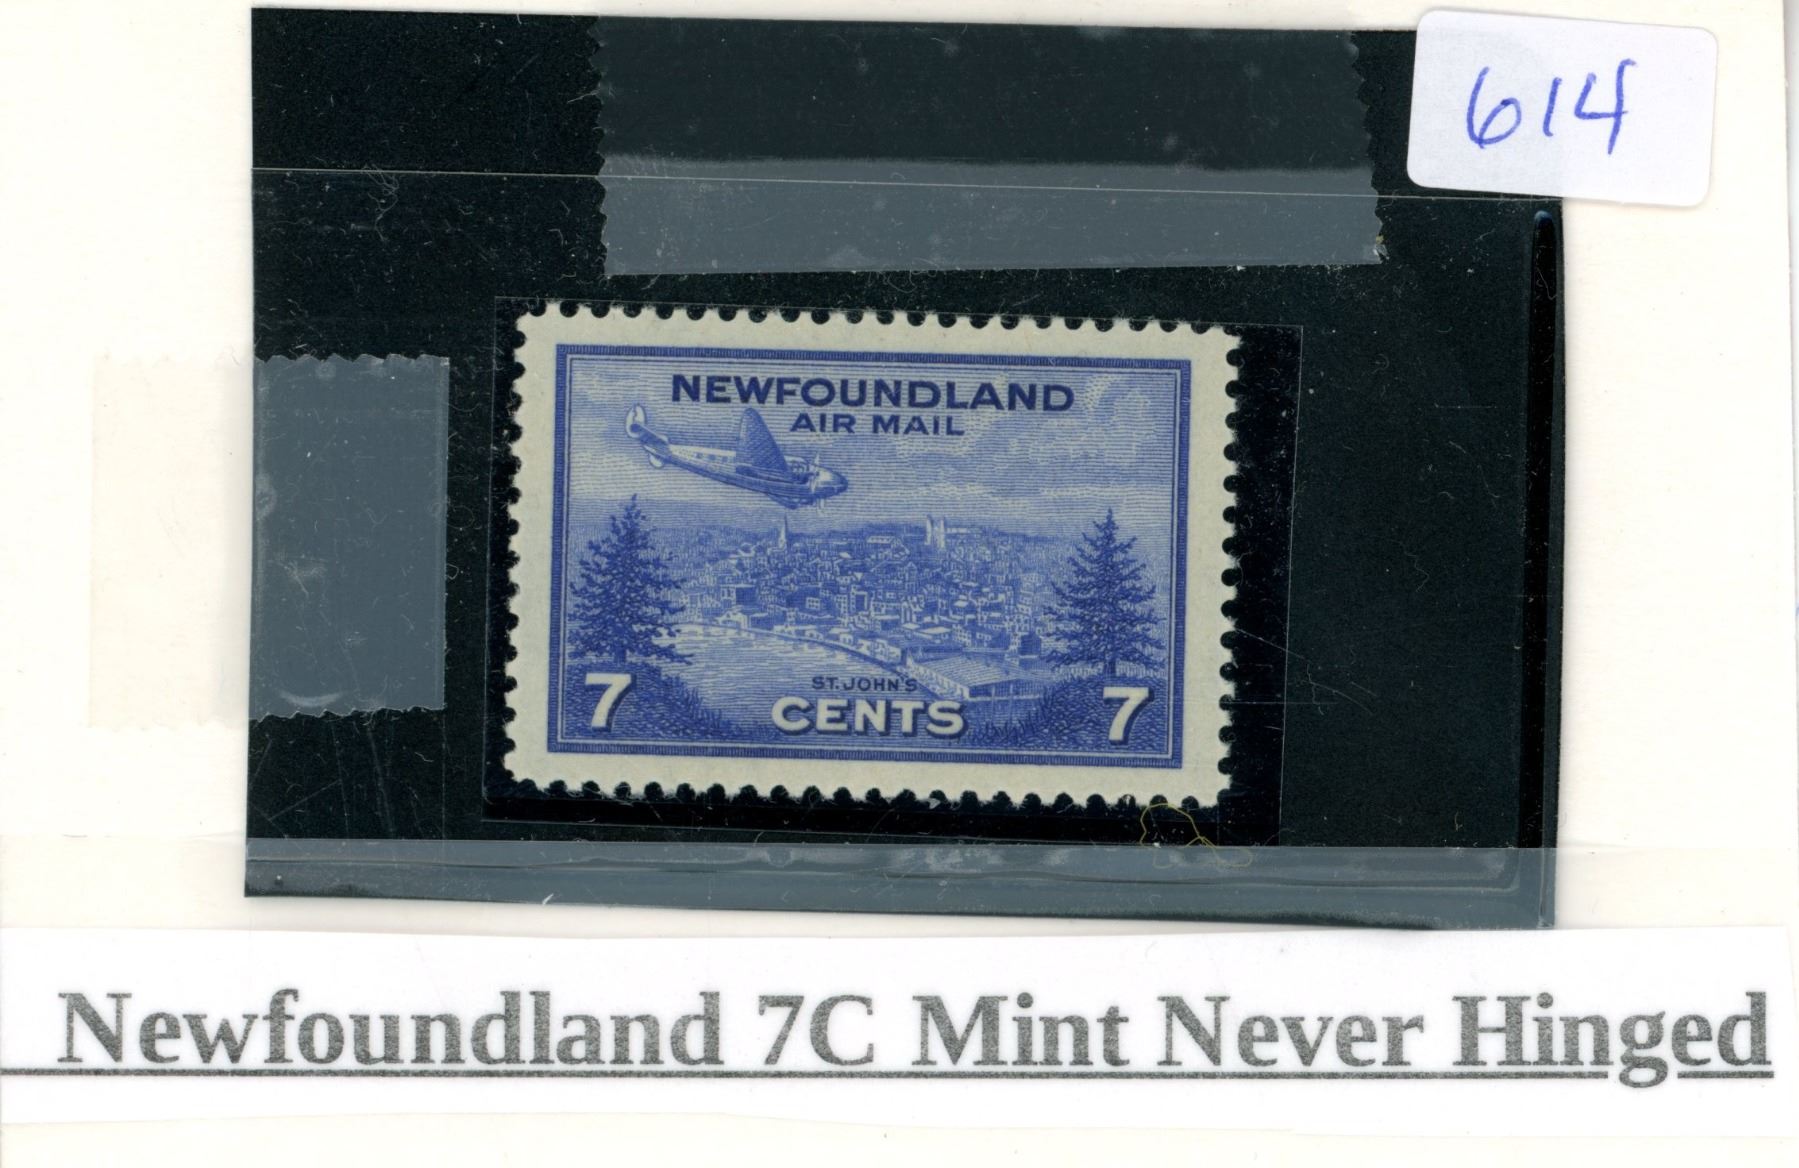 614
NEWFOUNDLAND
AIR MAIL
ST. JOHN'S
7 CENTS 7
Newfoundland 7C Mint Never Hinged